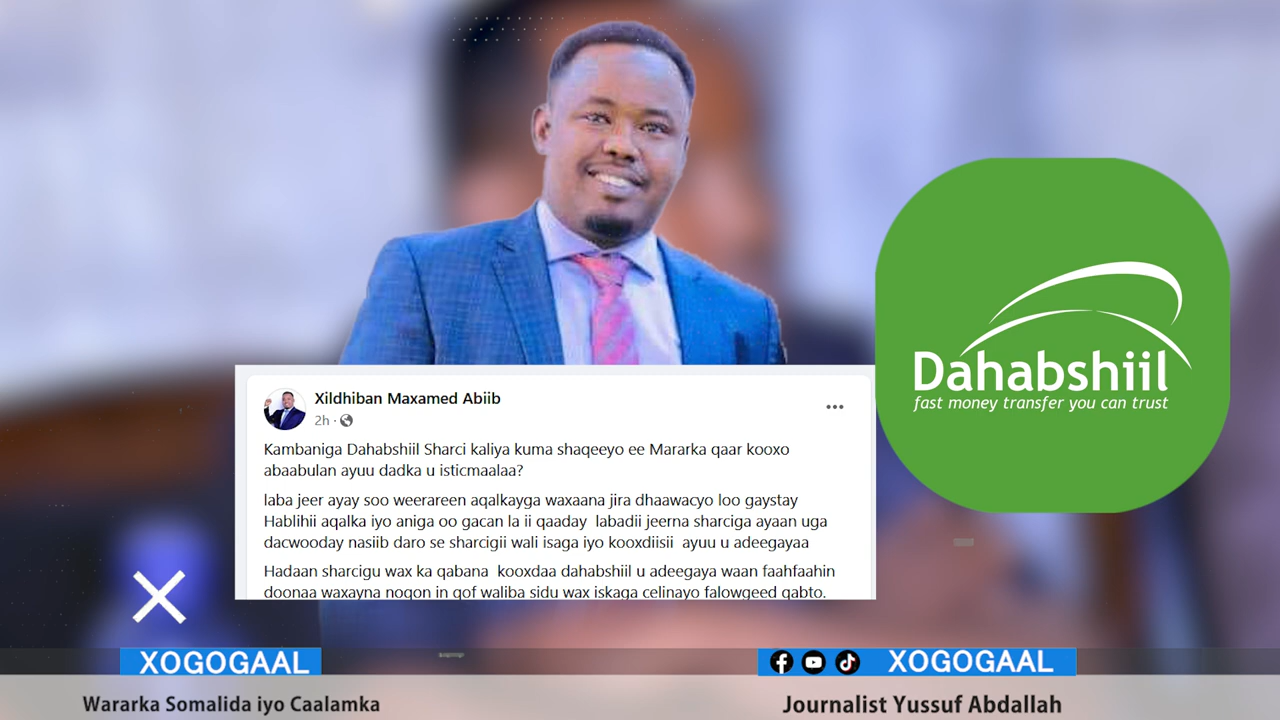 Dahabshiil
fast money transfer you can trust
Xildhiban Maxamed Abiib
2h ·
Kambaniga Dahabshiil Sharci kaliya kuma shaqeeyo ee Mararka qaar kooxo
abaabulan ayuu dadka u isticmaalaa?
laba jeer ayay soo weerareen aqalkayga waxaana jira dhaawacyo loo gaystay
Hablihii aqalka iyo aniga oo gacan la ii qaaday labadii jeerna sharciga ayaan uga
dacwooday nasiib daro se sharcigii wali isaga iyo kooxdiisii ayuu u adeegayaa
Hadaan sharcigu wax ka qabana kooxdaa dahabshiil u adeegaya waan faahfaahin
doonaa waxayna noqon in qof waliba sidu wax iskaga celinayo falowgeed qabto.
XOGOGAAL
XOGOGAAL
Wararka Somalida iyo Caalamka
Journalist Yussuf Abdallah